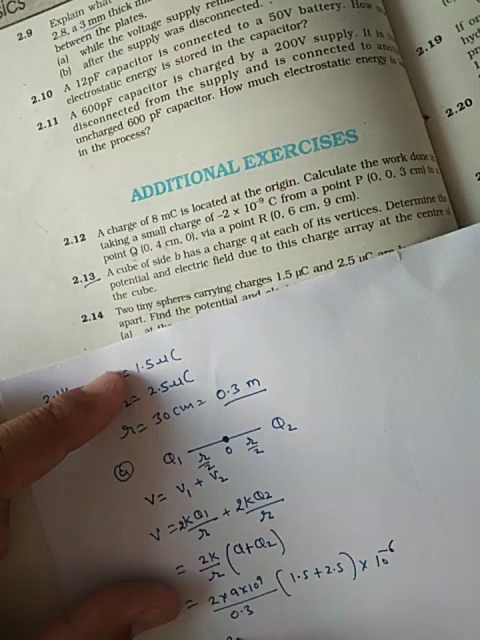 SICS
2.9 Explain what
2.8, a 3 mm thick
between the plates.
(a) while the voltage supply
(b) after the supply was disconnected.
2.10 A 12pF capacitor is connected to a 50V battery. How
electrostatic energy is stored in the capacitor?
2.11 A 600pF capacitor is charged by a 200V supply. It is
disconnected from the supply and is connected to
uncharged 600 pF capacitor. How much electrostatic energy is
in the process?
ADDITIONAL EXERCISES
2.12 A charge of 8 mC is located at the origin. Calculate the work done
taking a small charge of –2 × 10⁻⁹ C from a point P (0, 0, 3 cm) to
point Q (0, 4 cm, 0), via a point R (0, 6 cm, 9 cm).
2.13 A cube of side b has a charge q at each of its vertices. Determine the
potential and electric field due to this charge array at the centre
the cube.
2.14 Two tiny spheres carrying charges 1.5 μC and 2.5 μC are
apart. Find the potential and
(a) at the
2.19
If
hyd
2.20
= 1.5 μC
= 2.5 μC
r = 30 cm = 0.3 m
(a) Q₁ r/2 0 r/2 Q₂
V = V₁ + V₂
V = 2KQ₁/r + 2KQ₂/r
= 2K/r (Q₁+Q₂)
= 2×9×10⁹/0.3 (1.5+2.5) × 10⁻⁶